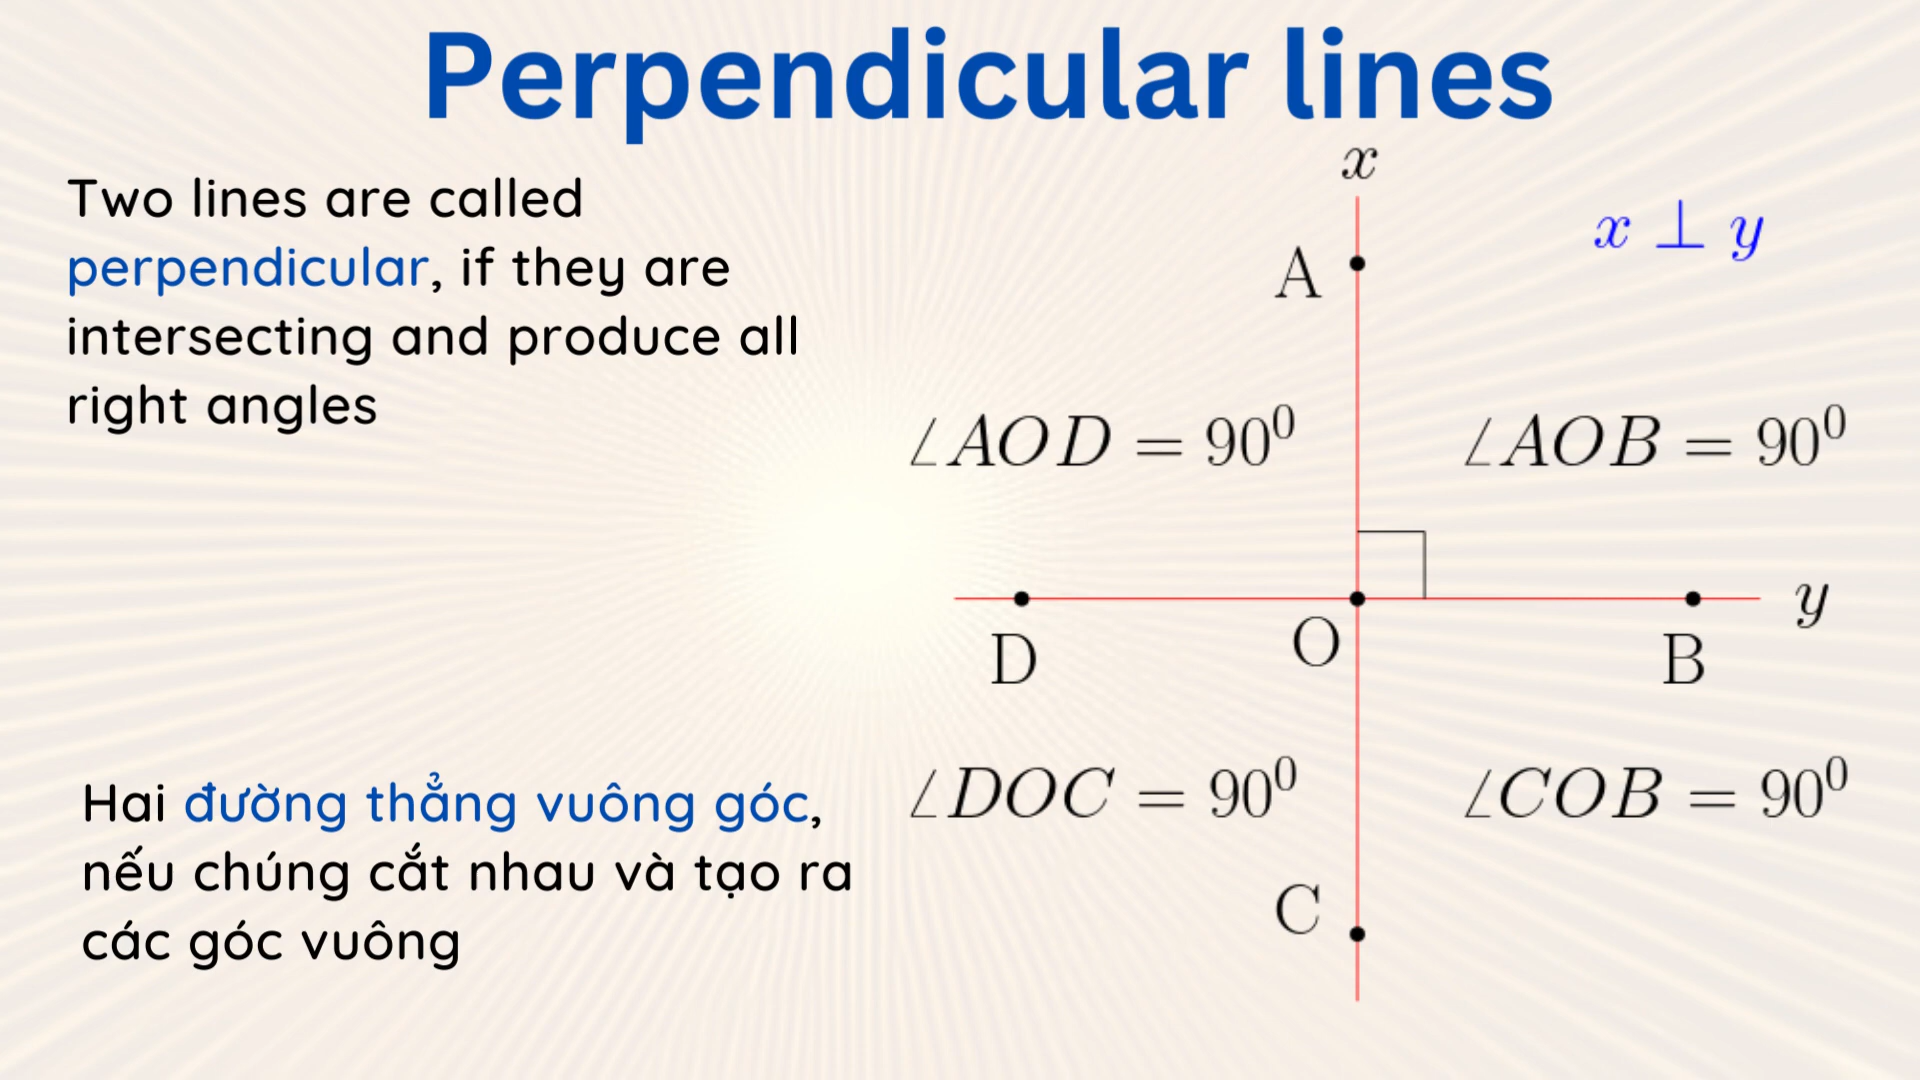 Perpendicular lines
Two lines are called
perpendicular, if they are
intersecting and produce all
right angles
x
x ⊥ y
A
∠AOD = 90⁰
∠AOB = 90⁰
y
D
O
B
∠DOC = 90⁰
∠COB = 90⁰
C
Hai đường thẳng vuông góc,
nếu chúng cắt nhau và tạo ra
các góc vuông